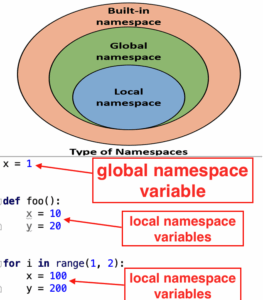 Built-in
namespace
Global
namespace
Local
namespace
Type of Namespaces
x = 1
global namespace
variable
def foo():
x = 10
y = 20
local namespace
variables
for i in range(1, 2):
x = 100
y = 200
local namespace
variables